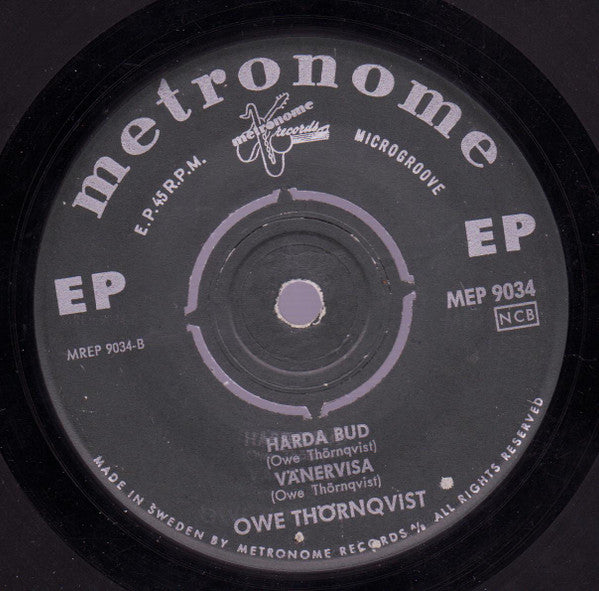 metronome
metronome
records
E.P. 45 R.P.M.
MICROGROOVE
EP
EP
MEP 9034
NCB
MREP 9034-B
HÅRDA BUD
(Owe Thörnqvist)
VÄNERVISA
(Owe Thörnqvist)
OWE THÖRNQVIST
MADE IN SWEDEN BY METRONOME RECORDS A/B ALL RIGHTS RESERVED